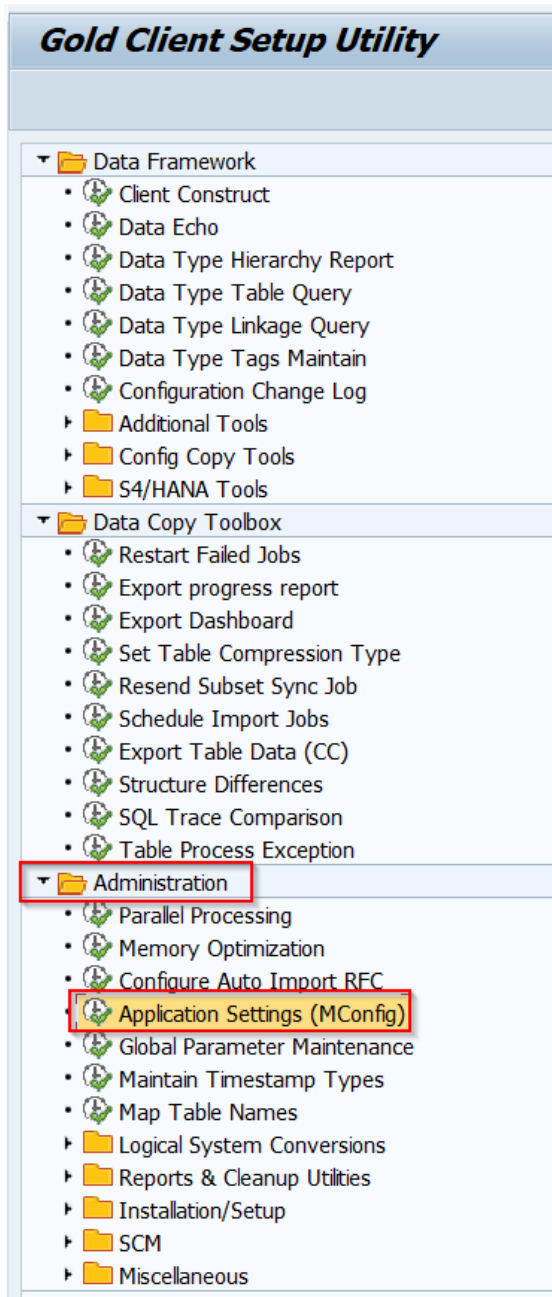 Gold Client Setup Utility
Data Framework
Client Construct
Data Echo
Data Type Hierarchy Report
Data Type Table Query
Data Type Linkage Query
Data Type Tags Maintain
Configuration Change Log
Additional Tools
Config Copy Tools
S4/HANA Tools
Data Copy Toolbox
Restart Failed Jobs
Export progress report
Export Dashboard
Set Table Compression Type
Resend Subset Sync Job
Schedule Import Jobs
Export Table Data (CC)
Structure Differences
SQL Trace Comparison
Table Process Exception
Administration
Parallel Processing
Memory Optimization
Configure Auto Import RFC
Application Settings (MConfig)
Global Parameter Maintenance
Maintain Timestamp Types
Map Table Names
Logical System Conversions
Reports & Cleanup Utilities
Installation/Setup
SCM
Miscellaneous